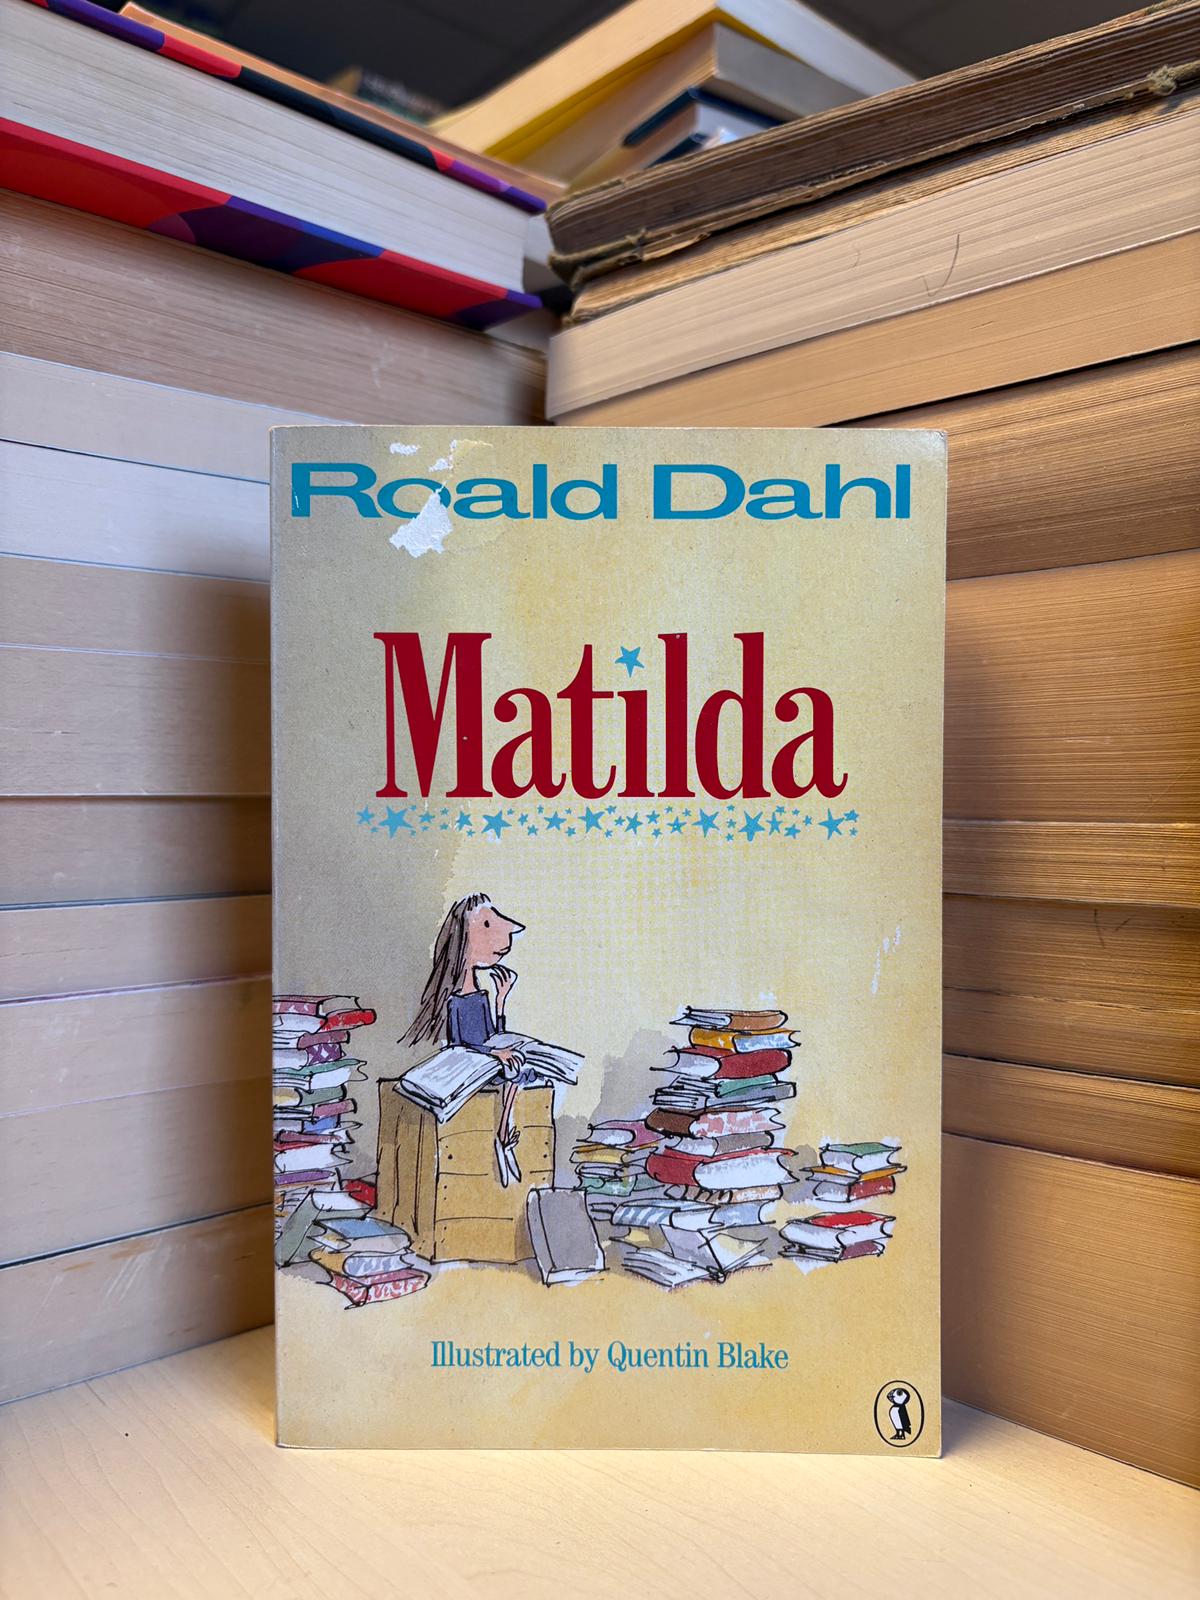 Roald Dahl
Matilda
Illustrated by Quentin Blake